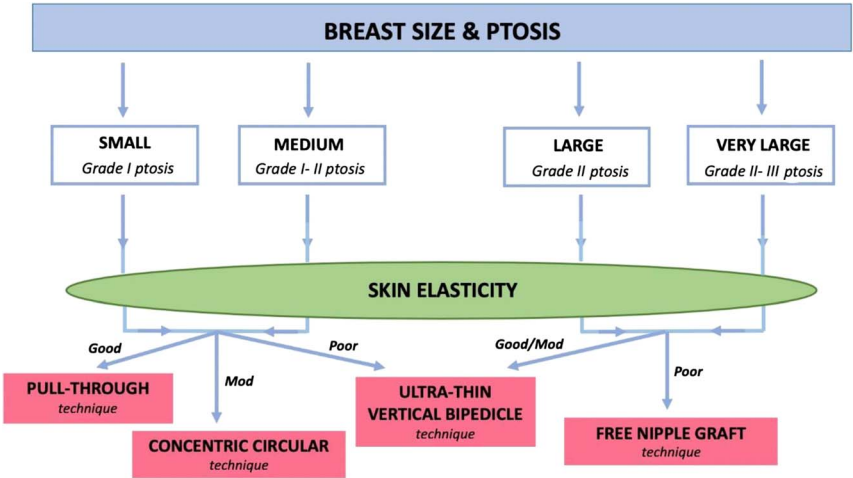 BREAST SIZE & PTOSIS
SMALL
Grade I ptosis
MEDIUM
Grade I- II ptosis
LARGE
Grade II ptosis
VERY LARGE
Grade II- III ptosis
SKIN ELASTICITY
Good
Mod
Poor
Good/Mod
Poor
PULL-THROUGH
technique
CONCENTRIC CIRCULAR
technique
ULTRA-THIN
VERTICAL BIPEDICLE
technique
FREE NIPPLE GRAFT
technique